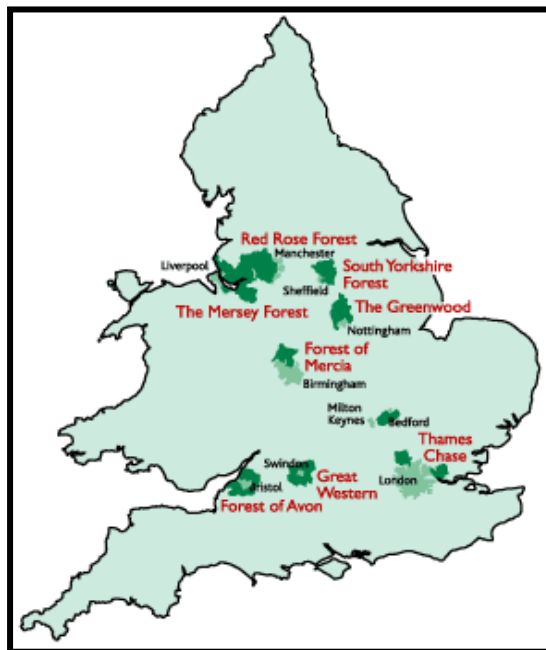 Red Rose Forest
Manchester
Liverpool
South Yorkshire
Forest
Sheffield
The Mersey Forest
The Greenwood
Nottingham
Forest of
Mercia
Birmingham
Milton
Keynes
Bedford
Thames
Chase
Swindon
Great
Western
London
Bristol
Forest of Avon